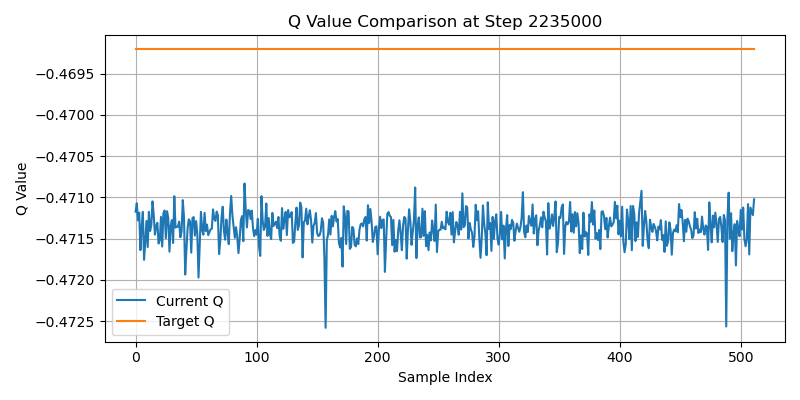 Q Value Comparison at Step 2235000
−0.4695
−0.4700
−0.4705
−0.4710
−0.4715
−0.4720
−0.4725
Q Value
Current Q
Target Q
0 100 200 300 400 500
Sample Index